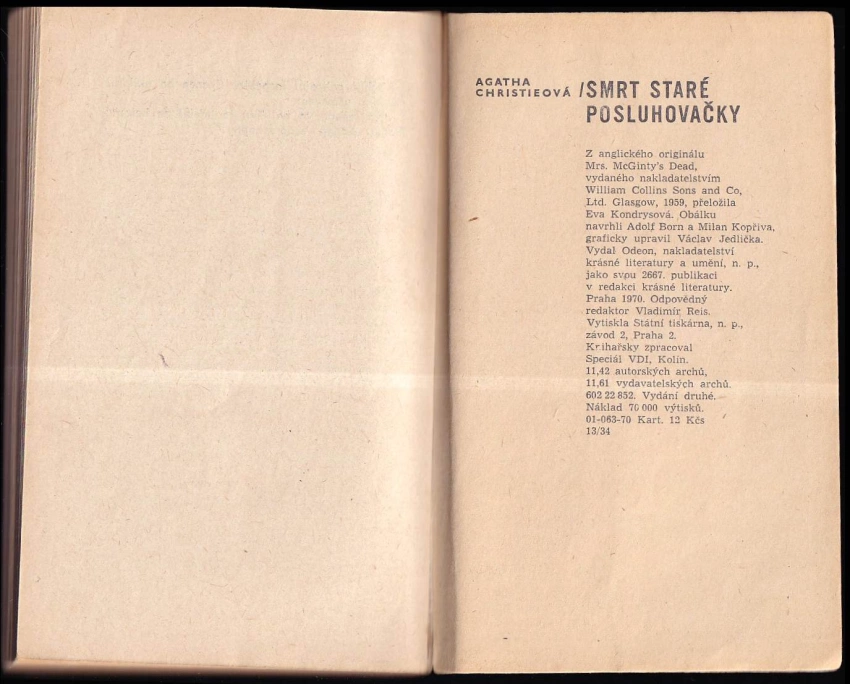 AGATHA
CHRISTIEOVÁ /SMRT STARÉ
POSLUHOVAČKY
Z anglického originálu
Mrs. McGinty's Dead,
vydaného nakladatelstvím
William Collins Sons and Co,
Ltd. Glasgow, 1959, přeložila
Eva Kondrysová. Obálku
navrhli Adolf Born a Milan Kopřiva,
graficky upravil Václav Jedlička.
Vydal Odeon, nakladatelství
krásné literatury a umění, n. p.,
jako svou 2667. publikaci
v redakci krásné literatury.
Praha 1970. Odpovědný
redaktor Vladimír Reis.
Vytiskla Státní tiskárna, n. p.,
závod 2, Praha 2.
Knihařsky zpracoval
Speciál VDI, Kolín.
11,42 autorských archů,
11,61 vydavatelských archů.
602 22 852. Vydání druhé.
Náklad 70 000 výtisků.
01-063-70 Kart. 12 Kčs
13/34